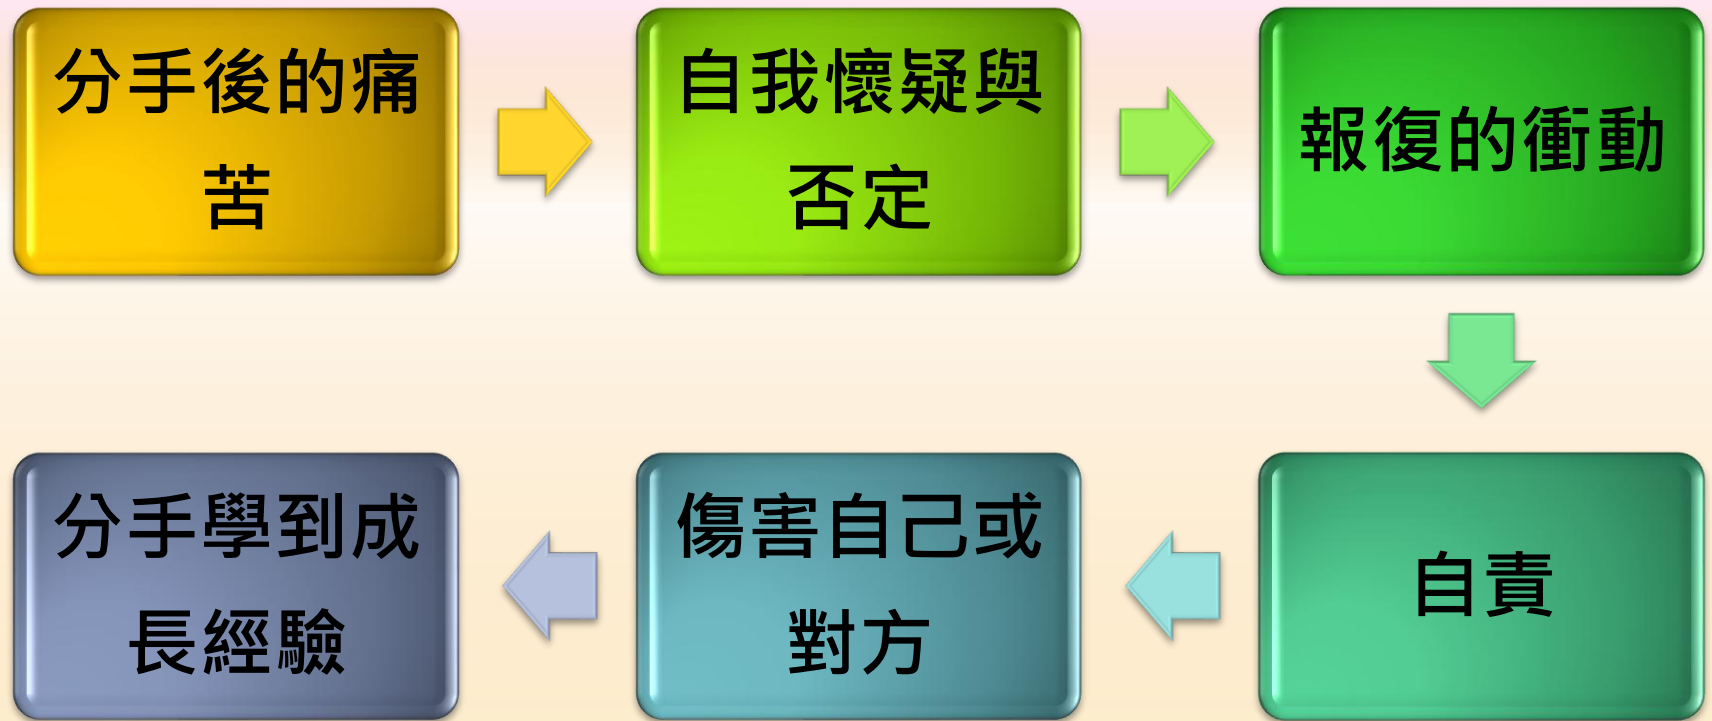 分手後的痛
苦
自我懷疑與
否定
報復的衝動
自責
傷害自己或
對方
分手學到成
長經驗